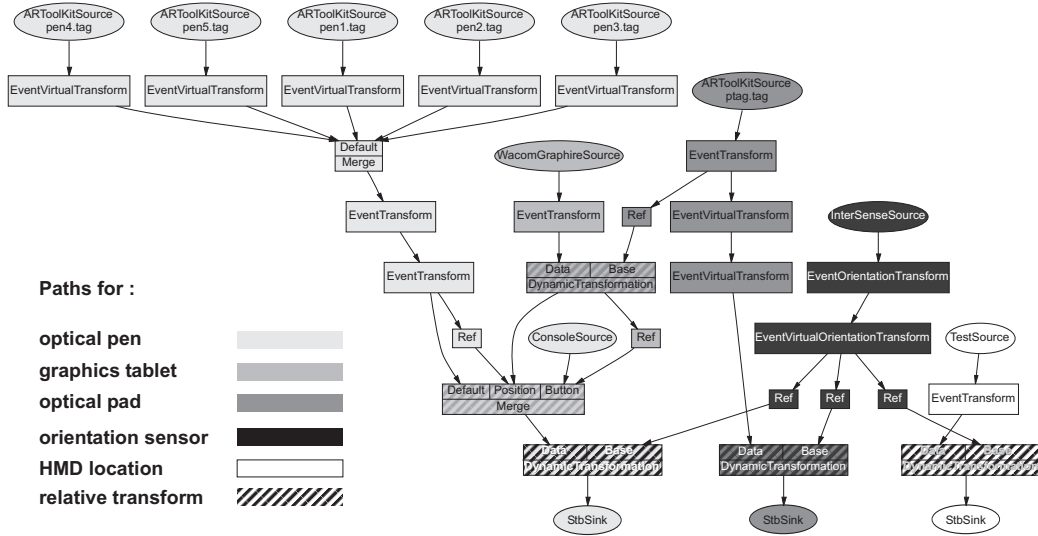 ARToolKitSource
pen4.tag
ARToolKitSource
pen5.tag
ARToolKitSource
pen1.tag
ARToolKitSource
pen2.tag
ARToolKitSource
pen3.tag
EventVirtualTransform
EventVirtualTransform
EventVirtualTransform
EventVirtualTransform
EventVirtualTransform
ARToolKitSource
ptag.tag
Default
Merge
WacomGraphireSource
EventTransform
EventTransform
EventTransform
Ref
EventVirtualTransform
InterSenseSource
EventTransform
Data Base
DynamicTransformation
EventVirtualTransform
EventOrientationTransform
Paths for :
optical pen
graphics tablet
optical pad
orientation sensor
HMD location
relative transform
Ref
ConsoleSource
Ref
EventVirtualOrientationTransform
TestSource
Default Position Button
Merge
Ref
Ref
Ref
EventTransform
Data Base
DynamicTransformation
Data Base
DynamicTransformation
Data Base
DynamicTransformation
StbSink
StbSink
StbSink